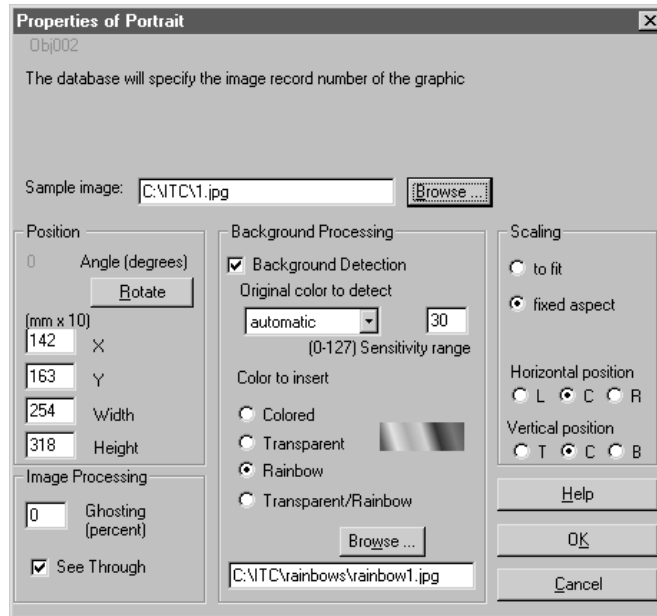 Properties of Portrait
Obj002
The database will specify the image record number of the graphic
Sample image: C:\ITC\1.jpg Browse ...
Position
0 Angle (degrees)
Rotate
(mm x 10)
142 X
163 Y
254 Width
318 Height
Image Processing
0 Ghosting
(percent)
See Through
Background Processing
Background Detection
Original color to detect
automatic 30
(0-127) Sensitivity range
Color to insert
Colored
Transparent
Rainbow
Transparent/Rainbow
Browse ...
C:\ITC\rainbows\rainbow1.jpg
Scaling
to fit
fixed aspect
Horizontal position
L C R
Vertical position
T C B
Help
OK
Cancel